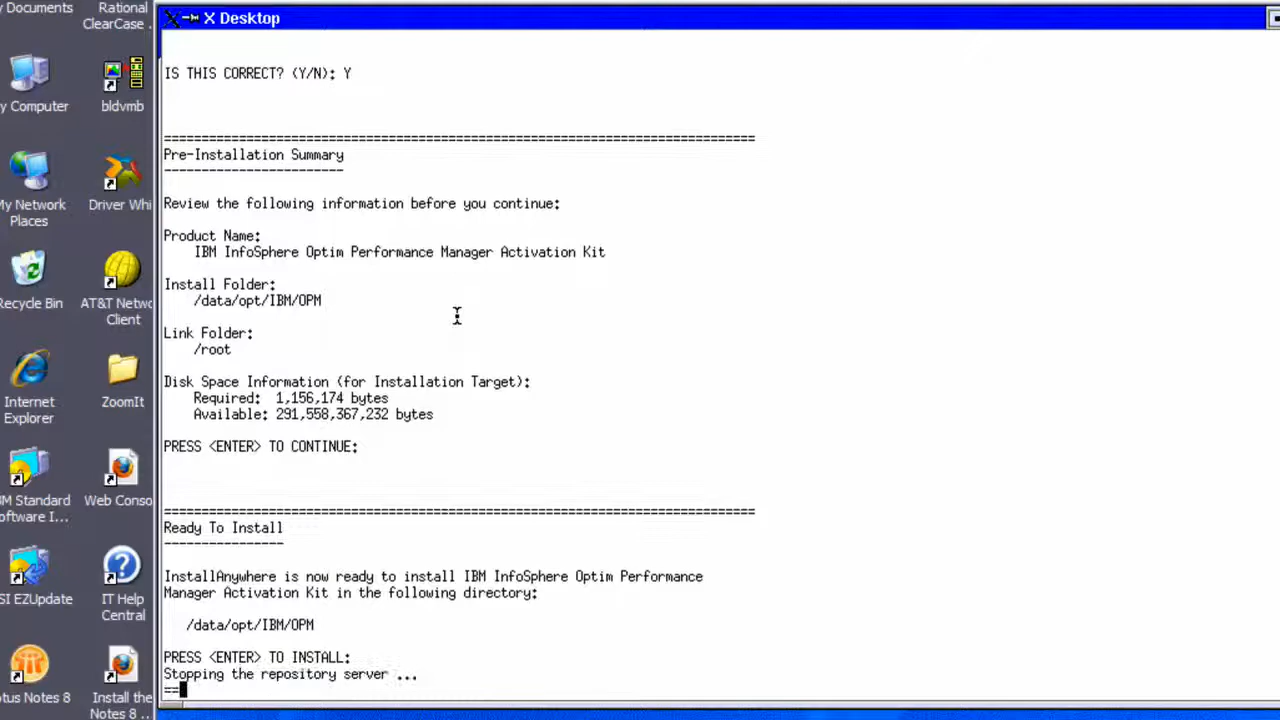 y Documents
Rational
ClearCase ...
y Computer
bldvmb
My Network
Places
Driver Whi
Recycle Bin
AT&T Netwo
Client
Internet
Explorer
ZoomIt
M Standard
oftware I...
Web Conso
SI EZUpdate
IT Help
Central
otus Notes 8
Install the
Notes 8 ...
X Desktop
IS THIS CORRECT? (Y/N): Y
===============================================================================
Pre-Installation Summary
------------------------
Review the following information before you continue:
Product Name:
IBM InfoSphere Optim Performance Manager Activation Kit
Install Folder:
/data/opt/IBM/OPM
Link Folder:
/root
Disk Space Information (for Installation Target):
Required: 1,156,174 bytes
Available: 291,558,367,232 bytes
PRESS <ENTER> TO CONTINUE:
===============================================================================
Ready To Install
----------------
InstallAnywhere is now ready to install IBM InfoSphere Optim Performance
Manager Activation Kit in the following directory:
/data/opt/IBM/OPM
PRESS <ENTER> TO INSTALL:
Stopping the repository server ...
==